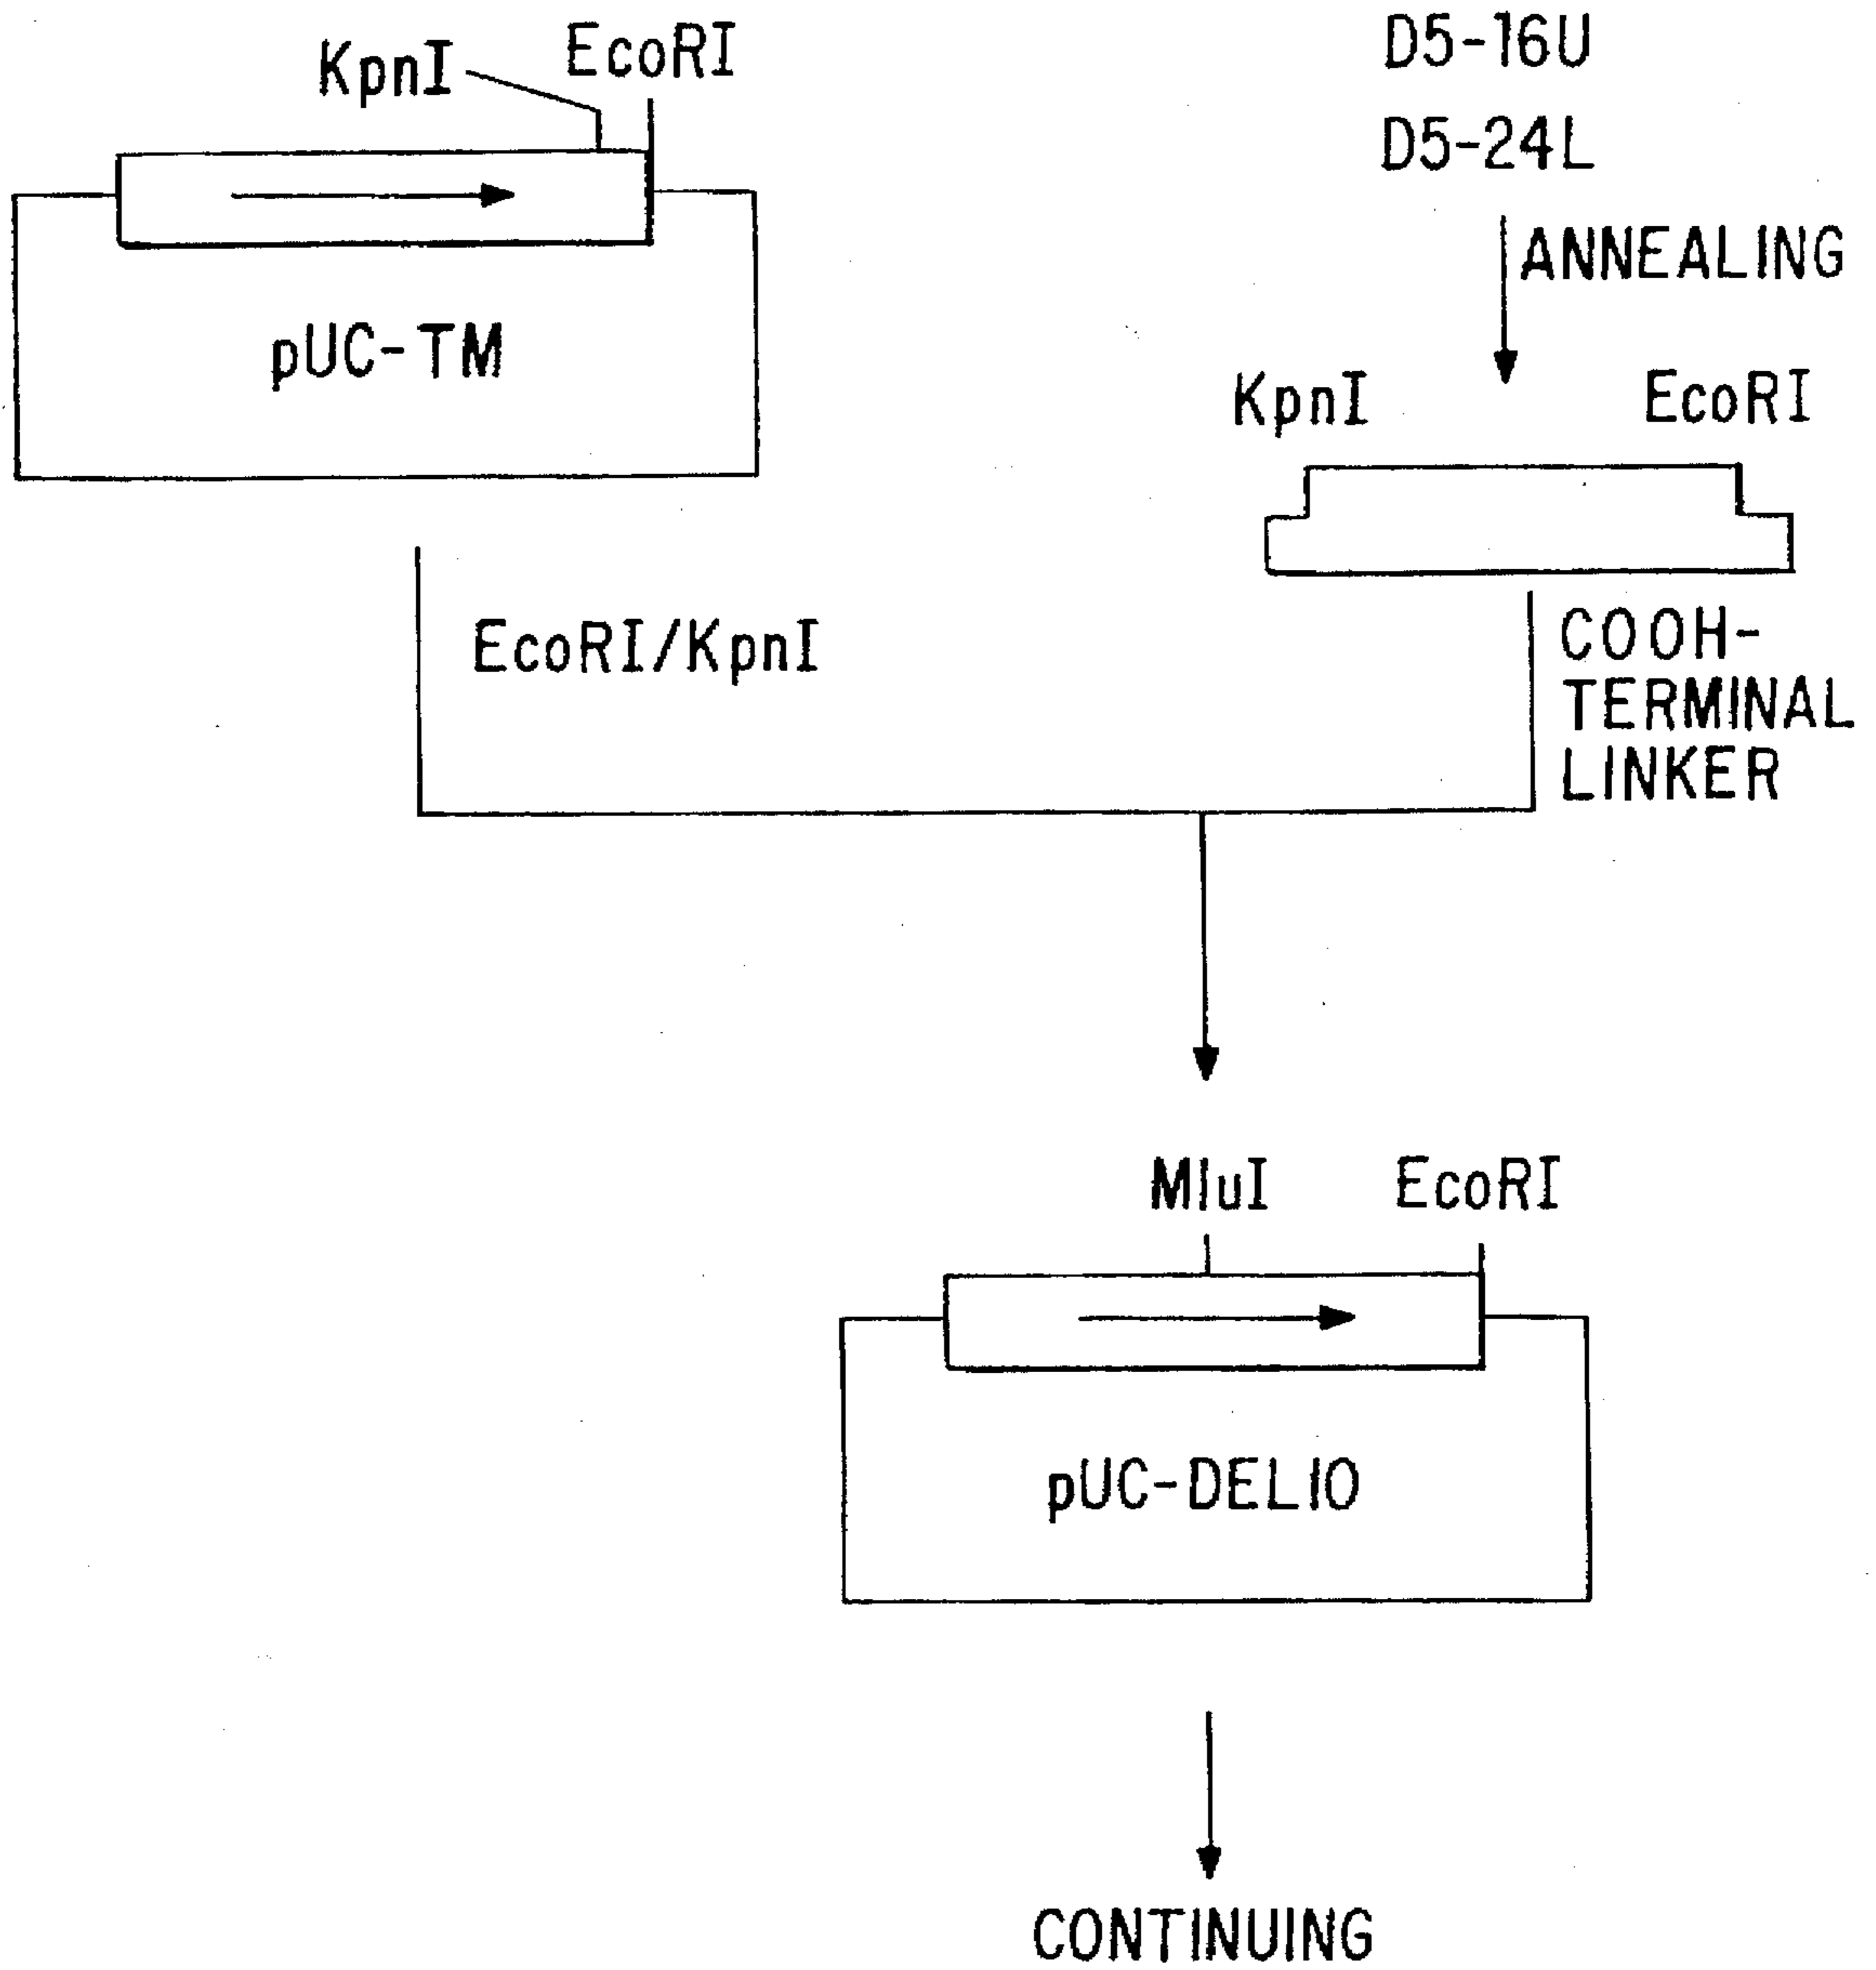 KpnI
EcoRI
pUC-TM
D5-16U
D5-24L
ANNEALING
KpnI
EcoRI
EcoRI/KpnI
COOH-
TERMINAL
LINKER
MluI
EcoRI
pUC-DEL10
CONTINUING